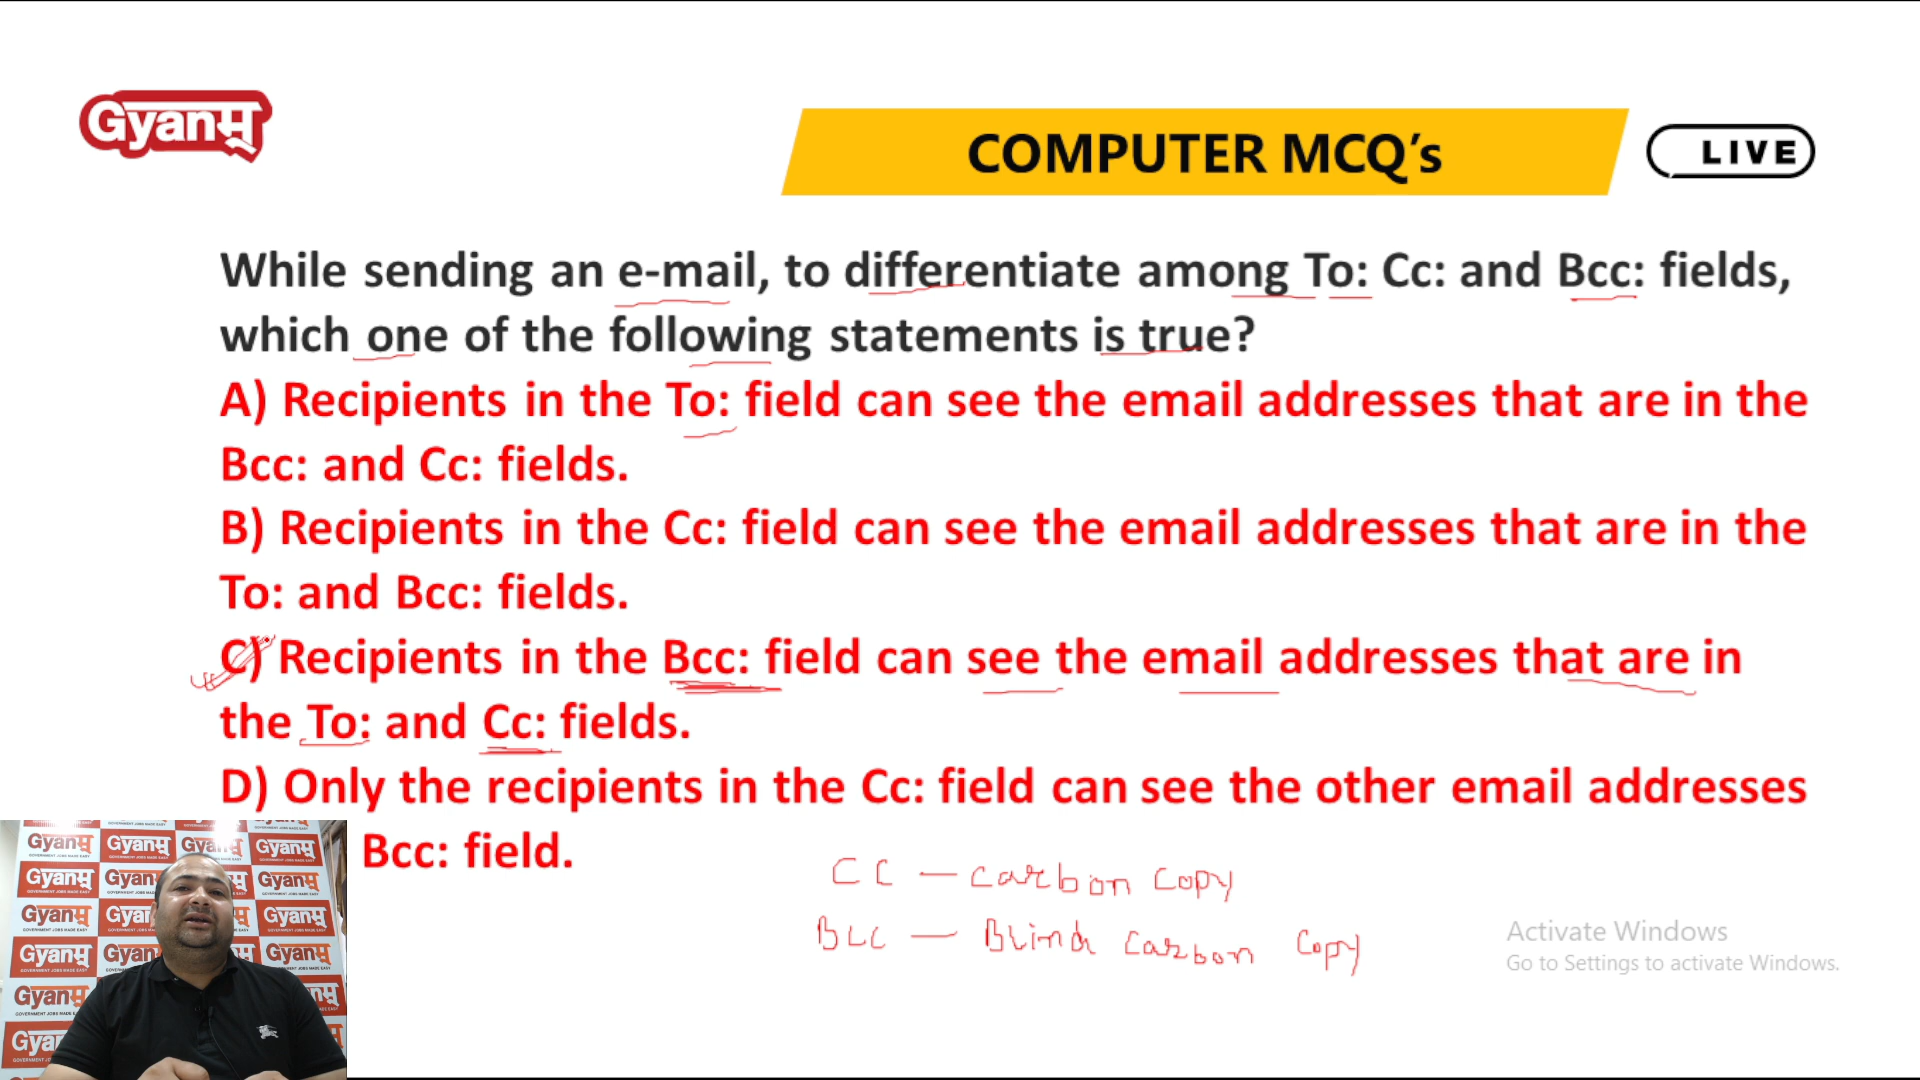 Gyanम्
COMPUTER MCQ's
LIVE
While sending an e-mail, to differentiate among To: Cc: and Bcc: fields,
which one of the following statements is true?
A) Recipients in the To: field can see the email addresses that are in the
Bcc: and Cc: fields.
B) Recipients in the Cc: field can see the email addresses that are in the
To: and Bcc: fields.
C) Recipients in the Bcc: field can see the email addresses that are in
the To: and Cc: fields.
D) Only the recipients in the Cc: field can see the other email addresses
Bcc: field.
CC — carbon copy
BCC — Blind carbon copy
Activate Windows
Go to Settings to activate Windows.